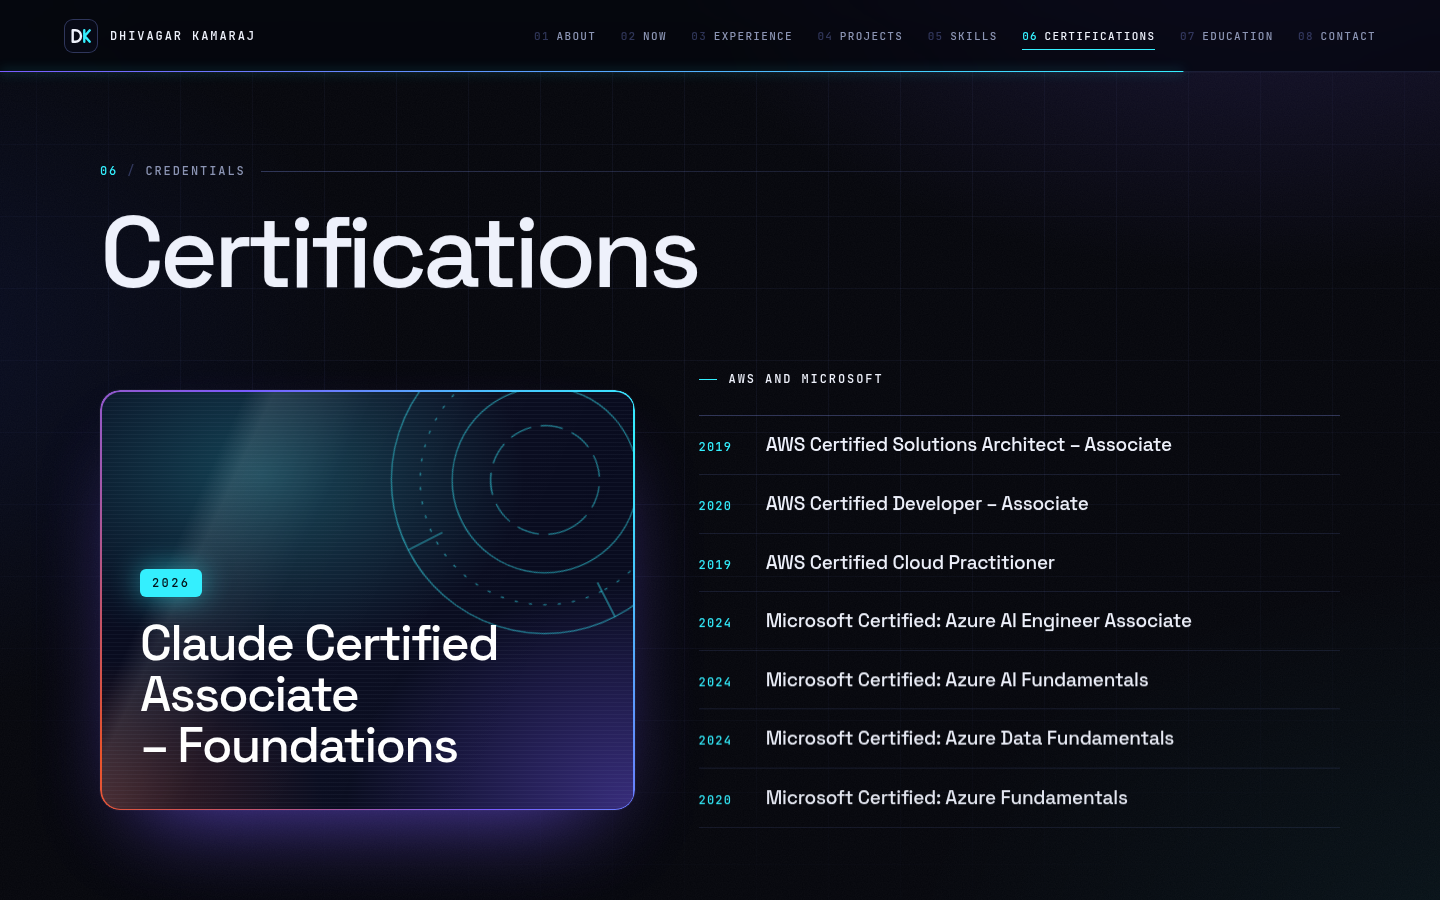 DK DHIVAGAR KAMARAJ
01 ABOUT 02 NOW 03 EXPERIENCE 04 PROJECTS 05 SKILLS 06 CERTIFICATIONS 07 EDUCATION 08 CONTACT
06 / CREDENTIALS
Certifications
2026
Claude Certified
Associate
– Foundations
AWS AND MICROSOFT
2019 AWS Certified Solutions Architect – Associate
2020 AWS Certified Developer – Associate
2019 AWS Certified Cloud Practitioner
2024 Microsoft Certified: Azure AI Engineer Associate
2024 Microsoft Certified: Azure AI Fundamentals
2024 Microsoft Certified: Azure Data Fundamentals
2020 Microsoft Certified: Azure Fundamentals